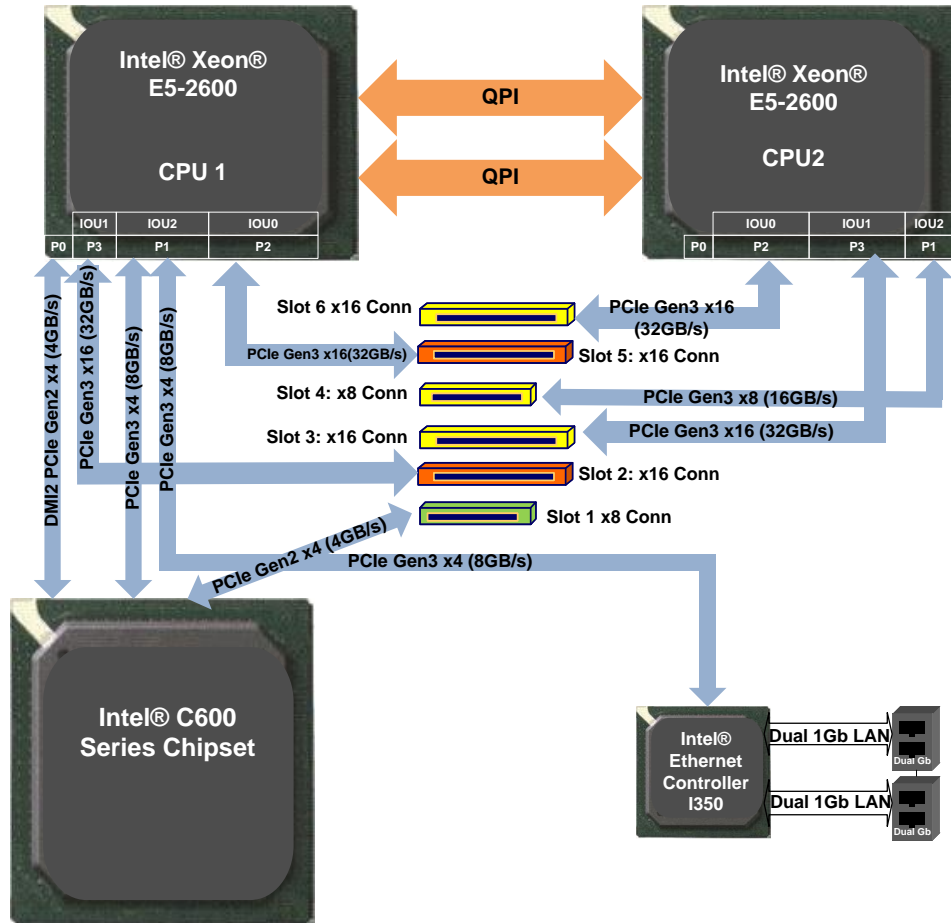 Intel® Xeon®
E5-2600
CPU 1
QPI
QPI
Intel® Xeon®
E5-2600
CPU2
IOU1
IOU2
IOU0
P0
P3
P1
P2
IOU0
IOU1
IOU2
P0
P2
P3
P1
DMI2 PCIe Gen2 x4 (4GB/s)
PCIe Gen3 x16 (32GB/s)
PCIe Gen3 x4 (8GB/s)
PCIe Gen3 x4 (8GB/s)
Slot 6 x16 Conn
PCIe Gen3 x16
(32GB/s)
PCIe Gen3 x16(32GB/s)
Slot 5: x16 Conn
Slot 4: x8 Conn
PCIe Gen3 x8 (16GB/s)
Slot 3: x16 Conn
PCIe Gen3 x16 (32GB/s)
Slot 2: x16 Conn
Slot 1 x8 Conn
PCIe Gen2 x4 (4GB/s)
PCIe Gen3 x4 (8GB/s)
Intel® C600
Series Chipset
Intel®
Ethernet
Controller
I350
Dual 1Gb LAN
Dual Gb
Dual 1Gb LAN
Dual Gb